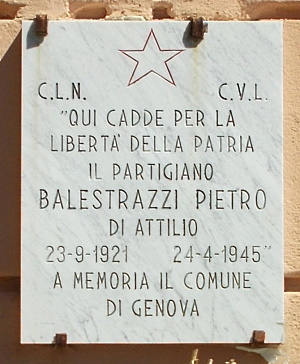 C.L.N. C.V.L.
"QUI CADDE PER LA
LIBERTA' DELLA PATRIA
IL PARTIGIANO
BALESTRAZZI PIETRO
DI ATTILIO
23-9-1921 24-4-1945"
A MEMORIA IL COMUNE
DI GENOVA